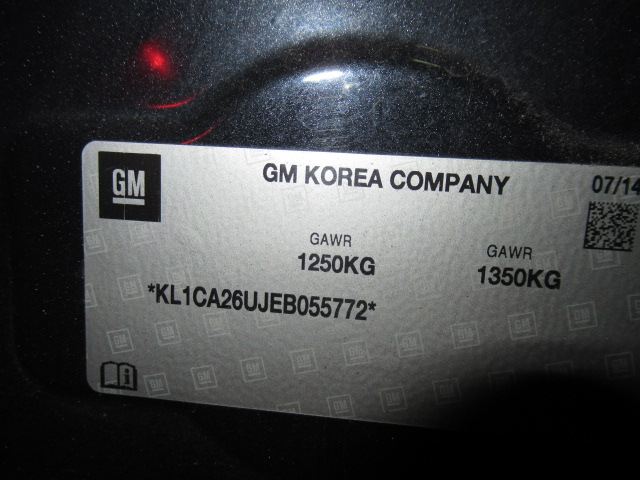 GM
GM KOREA COMPANY
07/14
GAWR
1250KG
GAWR
1350KG
*KL1CA26UJEB055772*